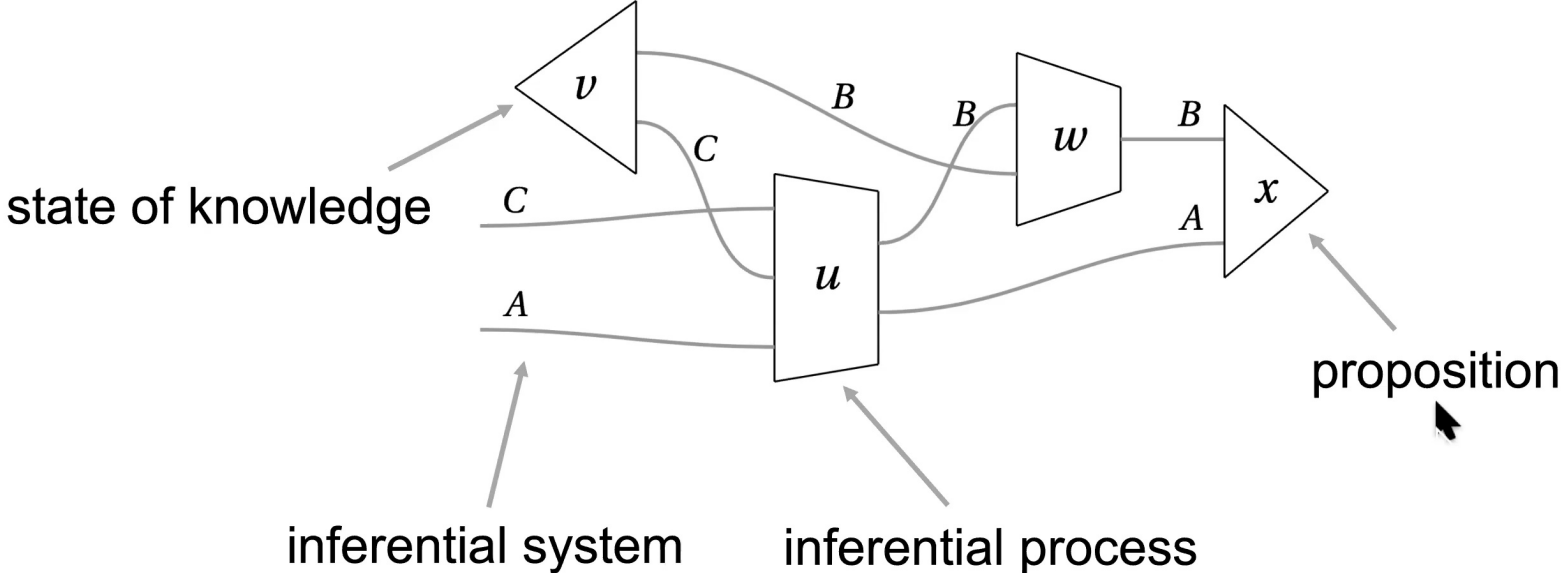 v
B
B
w
B
C
x
C
state of knowledge
A
u
A
proposition
inferential system
inferential process